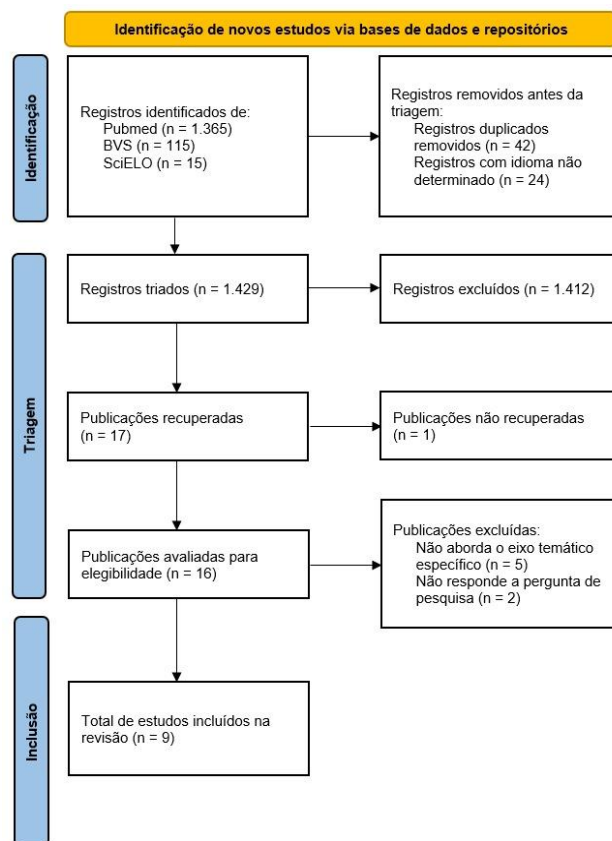 Identificação de novos estudos via bases de dados e repositórios
Identificação
Registros identificados de:
Pubmed (n = 1.365)
BVS (n = 115)
SciELO (n = 15)
Registros removidos antes da
triagem:
Registros duplicados
removidos (n = 42)
Registros com idioma não
determinado (n = 24)
Triagem
Registros triados (n = 1.429)
Registros excluídos (n = 1.412)
Publicações recuperadas
(n = 17)
Publicações não recuperadas
(n = 1)
Publicações avaliadas para
elegibilidade (n = 16)
Publicações excluídas:
Não aborda o eixo temático
específico (n = 5)
Não responde a pergunta de
pesquisa (n = 2)
Inclusão
Total de estudos incluídos na
revisão (n = 9)